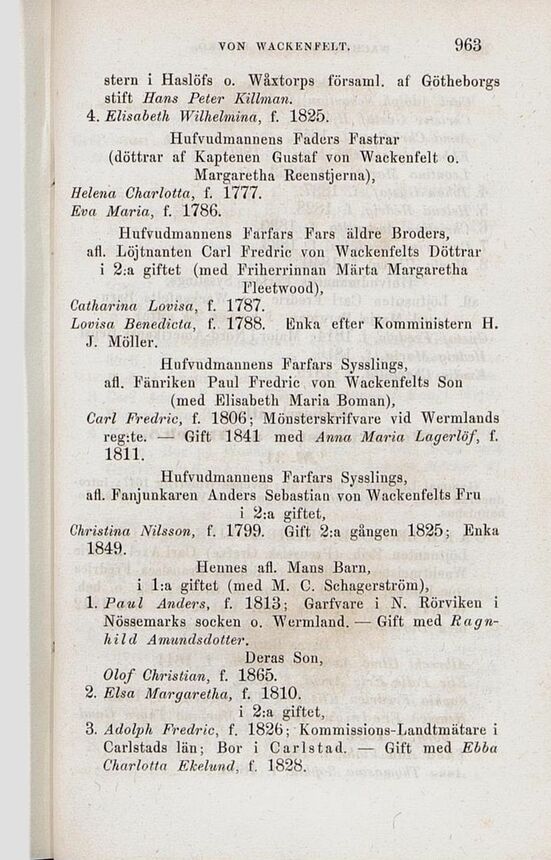 VON WACKENFELT. 963
stern i Haslöfs o. Wåxtorps församl. af Götheborgs
stift Hans Peter Killman.
4. Elisabeth Wilhelmina, f. 1825.
Hufvudmannens Faders Fastrar
(döttrar af Kaptenen Gustaf von Wackenfelt o.
Margaretha Reenstjerna),
Helena Charlotta, f. 1777.
Eva Maria, f. 1786.
Hufvudmannens Farfars Fars äldre Broders,
afl. Löjtnanten Carl Fredric von Wackenfelts Döttrar
i 2:a giftet (med Friherrinnan Märta Margaretha
Fleetwood),
Catharina Lovisa, f. 1787.
Lovisa Benedicta, f. 1788. Enka efter Komministern H.
J. Möller.
Hufvudmannens Farfars Sysslings,
afl. Fänriken Paul Fredric von Wackenfelts Son
(med Elisabeth Maria Boman),
Carl Fredric, f. 1806; Mönsterskrifvare vid Wermlands
reg:te. — Gift 1841 med Anna Maria Lagerlöf, f.
1811.
Hufvudmannens Farfars Sysslings,
afl. Fanjunkaren Anders Sebastian von Wackenfelts Fru
i 2:a giftet,
Christina Nilsson, f. 1799. Gift 2:a gången 1825; Enka
1849.
Hennes afl. Mans Barn,
i 1:a giftet (med M. C. Schagerström),
1. Paul Anders, f. 1813; Garfvare i N. Rörviken i
Nössemarks socken o. Wermland. — Gift med Ragn-
hild Amundsdotter.
Deras Son,
Olof Christian, f. 1865.
2. Elsa Margaretha, f. 1810.
i 2:a giftet,
3. Adolph Fredric, f. 1826; Kommissions-Landtmätare i
Carlstads län; Bor i Carlstad. — Gift med Ebba
Charlotta Ekelund, f. 1828.